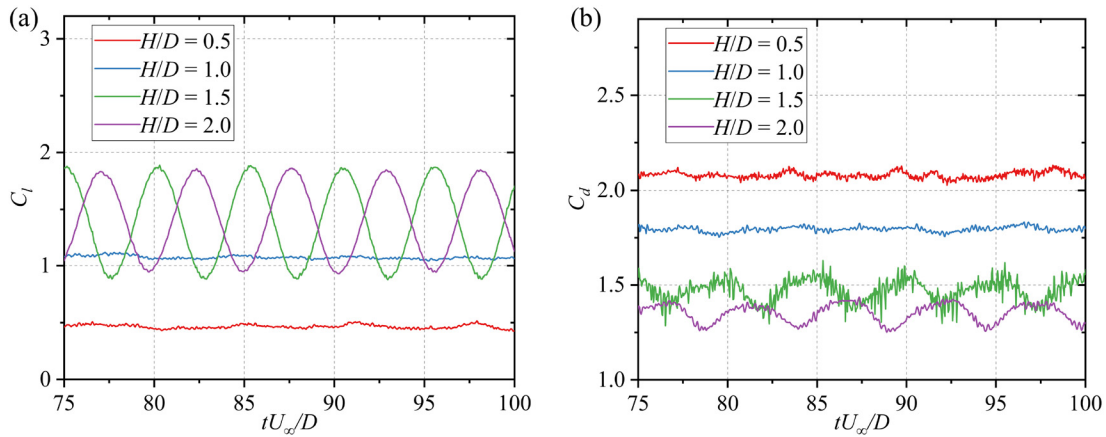 (a)
3
2
1
0
C_l
H/D = 0.5
H/D = 1.0
H/D = 1.5
H/D = 2.0
75 80 85 90 95 100
tU_∞/D
(b)
2.5
2.0
1.5
1.0
C_d
H/D = 0.5
H/D = 1.0
H/D = 1.5
H/D = 2.0
75 80 85 90 95 100
tU_∞/D